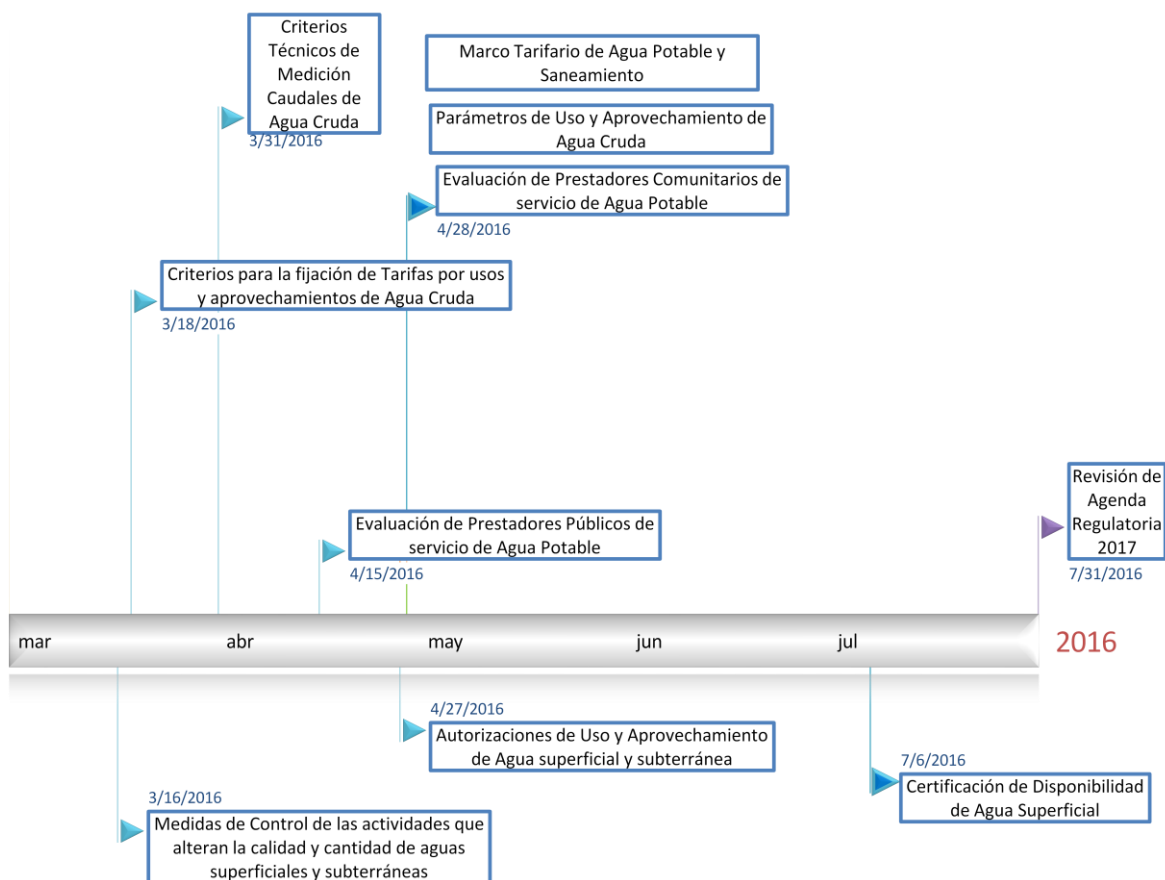 Criterios
Técnicos de
Medición
Caudales de
Agua Cruda
3/31/2016
Marco Tarifario de Agua Potable y
Saneamiento
Parámetros de Uso y Aprovechamiento de
Agua Cruda
Evaluación de Prestadores Comunitarios de
servicio de Agua Potable
4/28/2016
Criterios para la fijación de Tarifas por usos
y aprovechamientos de Agua Cruda
3/18/2016
Evaluación de Prestadores Públicos de
servicio de Agua Potable
4/15/2016
Revisión de
Agenda
Regulatoria
2017
7/31/2016
mar abr may jun jul 2016
4/27/2016
Autorizaciones de Uso y Aprovechamiento
de Agua superficial y subterránea
7/6/2016
Certificación de Disponibilidad
de Agua Superficial
3/16/2016
Medidas de Control de las actividades que
alteran la calidad y cantidad de aguas
superficiales y subterráneas